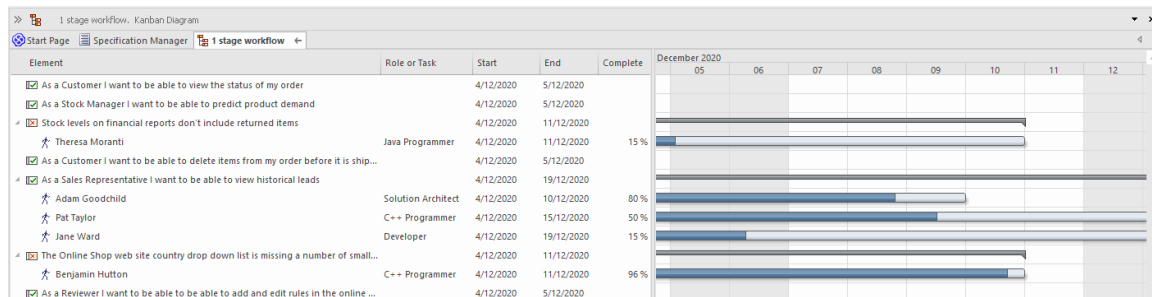 1 stage workflow. Kanban Diagram
Start Page Specification Manager 1 stage workflow
Element Role or Task Start End Complete December 2020
05 06 07 08 09 10 11 12
As a Customer I want to be able to view the status of my order 4/12/2020 5/12/2020
As a Stock Manager I want to be able to predict product demand 4/12/2020 5/12/2020
Stock levels on financial reports don't include returned items 4/12/2020 11/12/2020
Theresa Moranti Java Programmer 4/12/2020 11/12/2020 15 %
As a Customer I want to be able to delete items from my order before it is ship... 4/12/2020 5/12/2020
As a Sales Representative I want to be able to view historical leads 4/12/2020 19/12/2020
Adam Goodchild Solution Architect 4/12/2020 10/12/2020 80 %
Pat Taylor C++ Programmer 4/12/2020 15/12/2020 50 %
Jane Ward Developer 4/12/2020 19/12/2020 15 %
The Online Shop web site country drop down list is missing a number of small... 4/12/2020 11/12/2020
Benjamin Hutton C++ Programmer 4/12/2020 11/12/2020 96 %
As a Reviewer I want to be able to be able to add and edit rules in the online ... 4/12/2020 5/12/2020